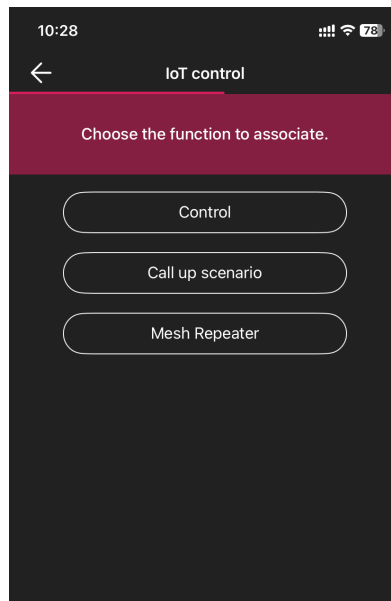 10:28
78
IoT control
Choose the function to associate.
Control
Call up scenario
Mesh Repeater